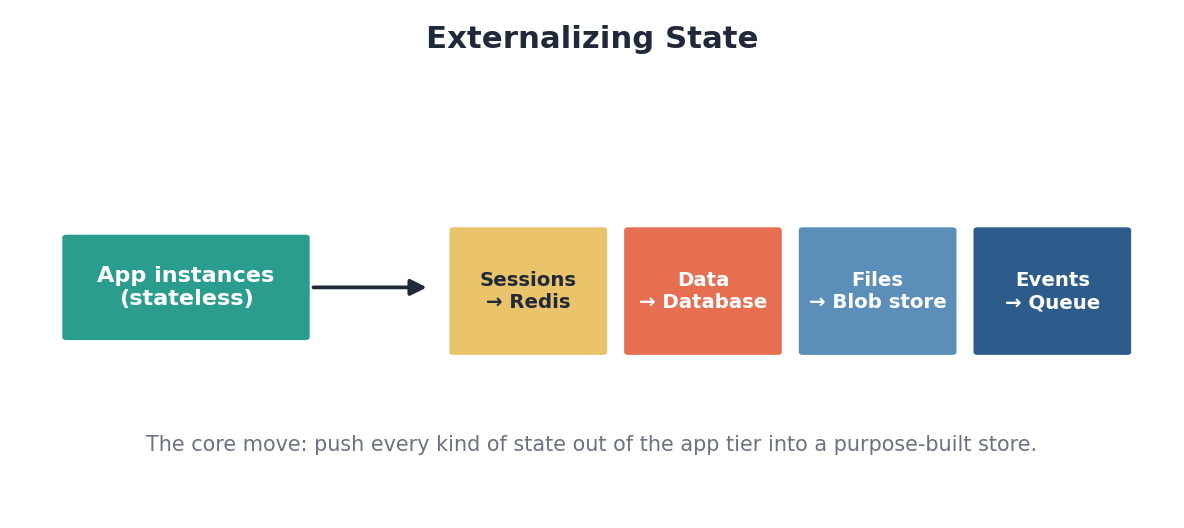 Externalizing State
App instances
(stateless)
Sessions
→ Redis
Data
→ Database
Files
→ Blob store
Events
→ Queue
The core move: push every kind of state out of the app tier into a purpose-built store.